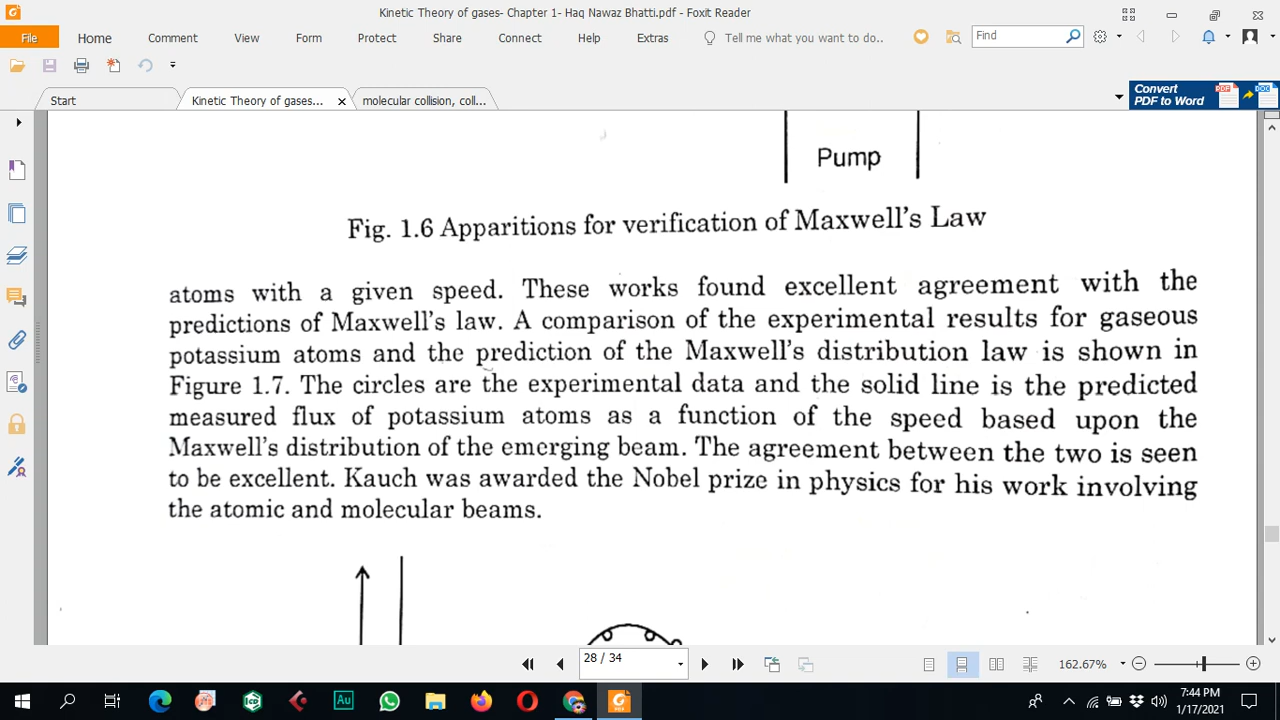 Kinetic Theory of gases- Chapter 1- Haq Nawaz Bhatti.pdf - Foxit Reader
File Home Comment View Form Protect Share Connect Help Extras Tell me what you want to do.. Find
Start Kinetic Theory of gases... molecular collision, coll... Convert
PDF to Word
Pump
Fig. 1.6 Apparitions for verification of Maxwell's Law
atoms with a given speed. These works found excellent agreement with the
predictions of Maxwell's law. A comparison of the experimental results for gaseous
potassium atoms and the prediction of the Maxwell's distribution law is shown in
Figure 1.7. The circles are the experimental data and the solid line is the predicted
measured flux of potassium atoms as a function of the speed based upon the
Maxwell's distribution of the emerging beam. The agreement between the two is seen
to be excellent. Kauch was awarded the Nobel prize in physics for his work involving
the atomic and molecular beams.
28 / 34 162.67%
Au
7:44 PM
1/17/2021